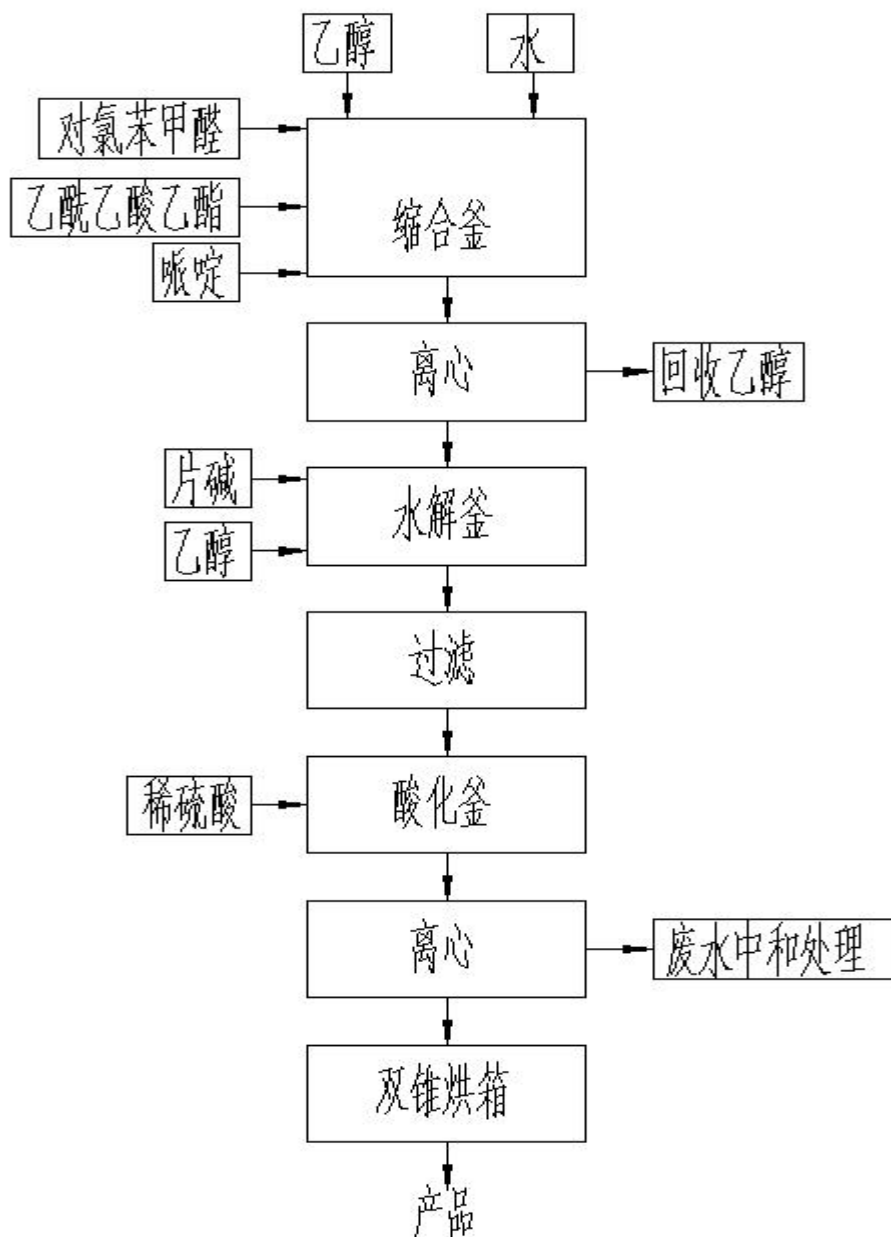 乙醇
水
对氯苯甲醛
乙酰乙酸乙酯
哌啶
缩合釜
离心
回收乙醇
片碱
乙醇
水解釜
过滤
稀硫酸
酸化釜
离心
废水中和处理
双锥烘箱
产品